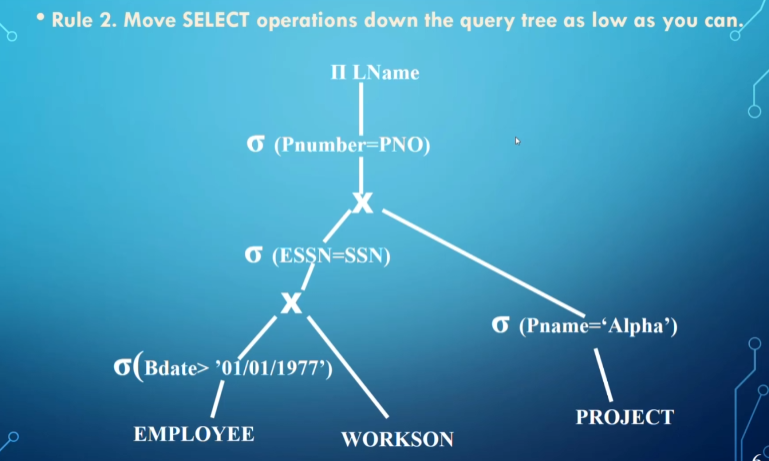 • Rule 2. Move SELECT operations down the query tree as low as you can.
Π LName
σ (Pnumber=PNO)
X
σ (ESSN=SSN)
X
σ (Pname=‘Alpha’)
σ(Bdate> ’01/01/1977’)
PROJECT
EMPLOYEE
WORKSON
6